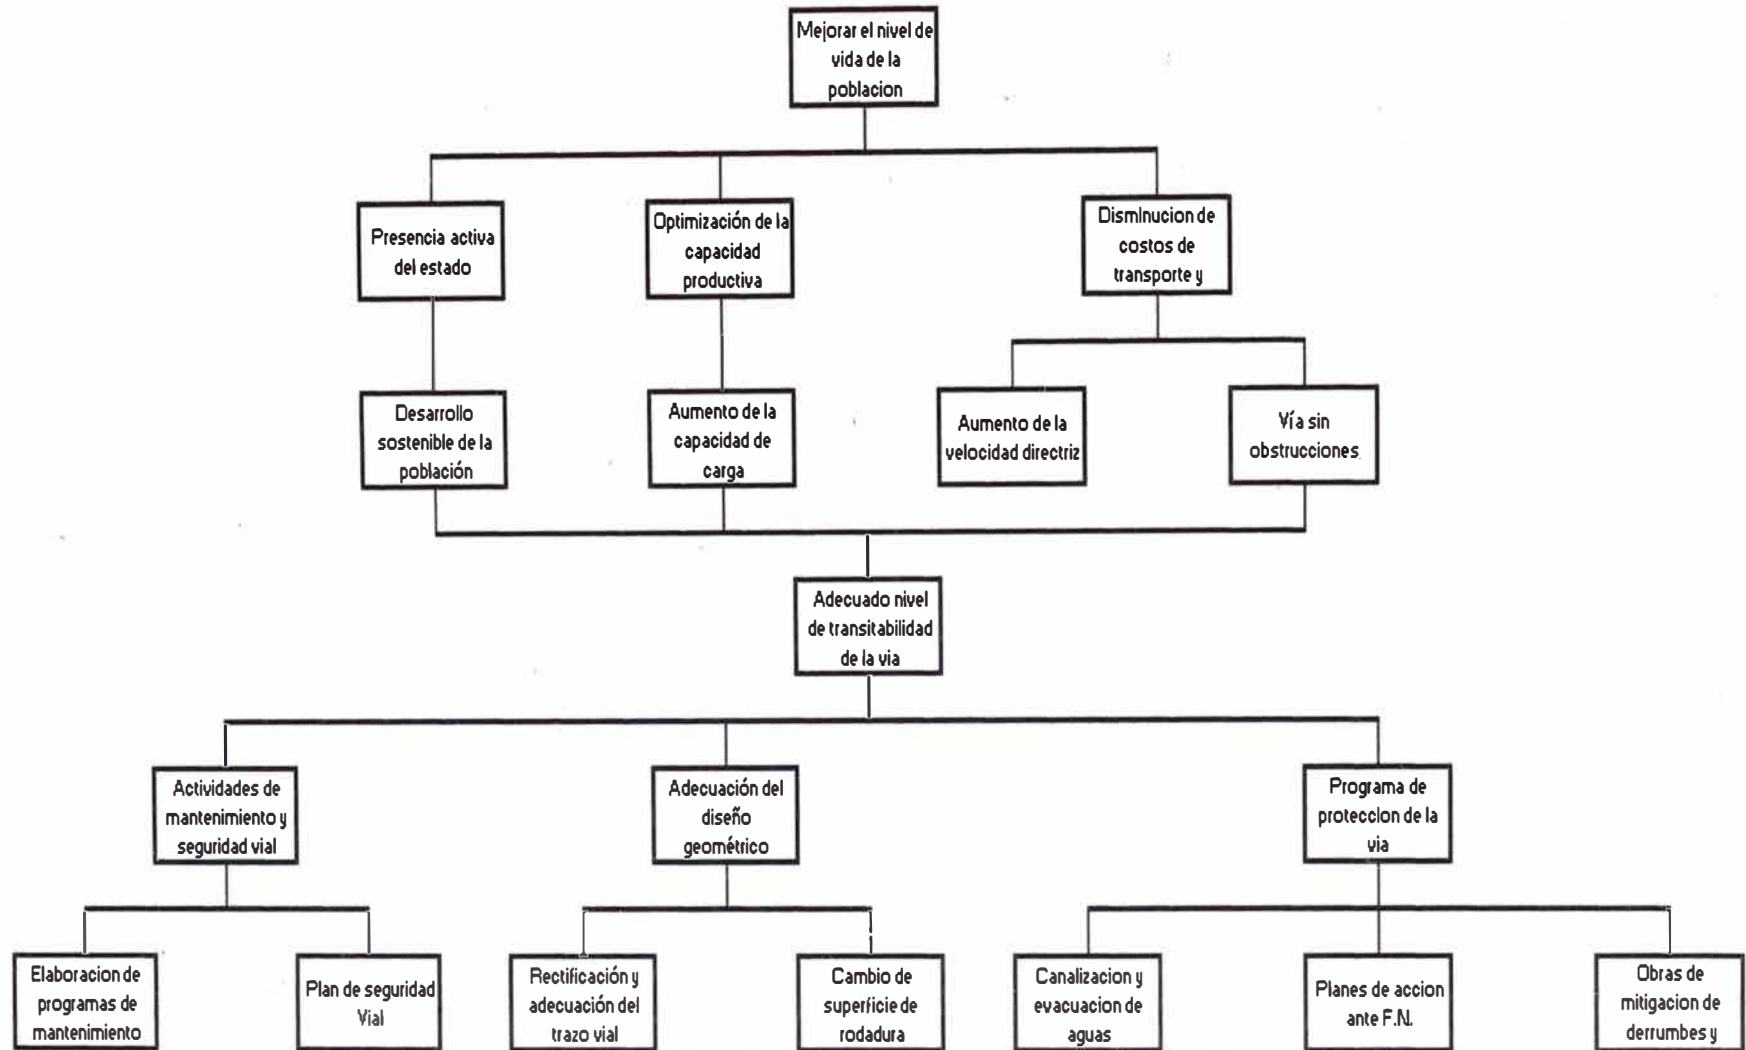 Mejorar el nivel de
vida de la
poblacion
Presencia activa
del estado
Optimización de la
capacidad
productiva
Disminucion de
costos de
transporte y
Desarrollo
sostenible de la
población
Aumento de la
capacidad de
carga
Aumento de la
velocidad directriz
Vía sin
obstrucciones
Adecuado nivel
de transitabilidad
de la via
Actividades de
mantenimiento y
seguridad vial
Adecuación del
diseño
geométrico
Programa de
proteccion de la
via
Elaboracion de
programas de
mantenimiento
Plan de seguridad
Vial
Rectificación y
adecuación del
trazo vial
Cambio de
superficie de
rodadura
Canalizacion y
evacuacion de
aguas
Planes de accion
ante F.N.
Obras de
mitigacion de
derrumbes y